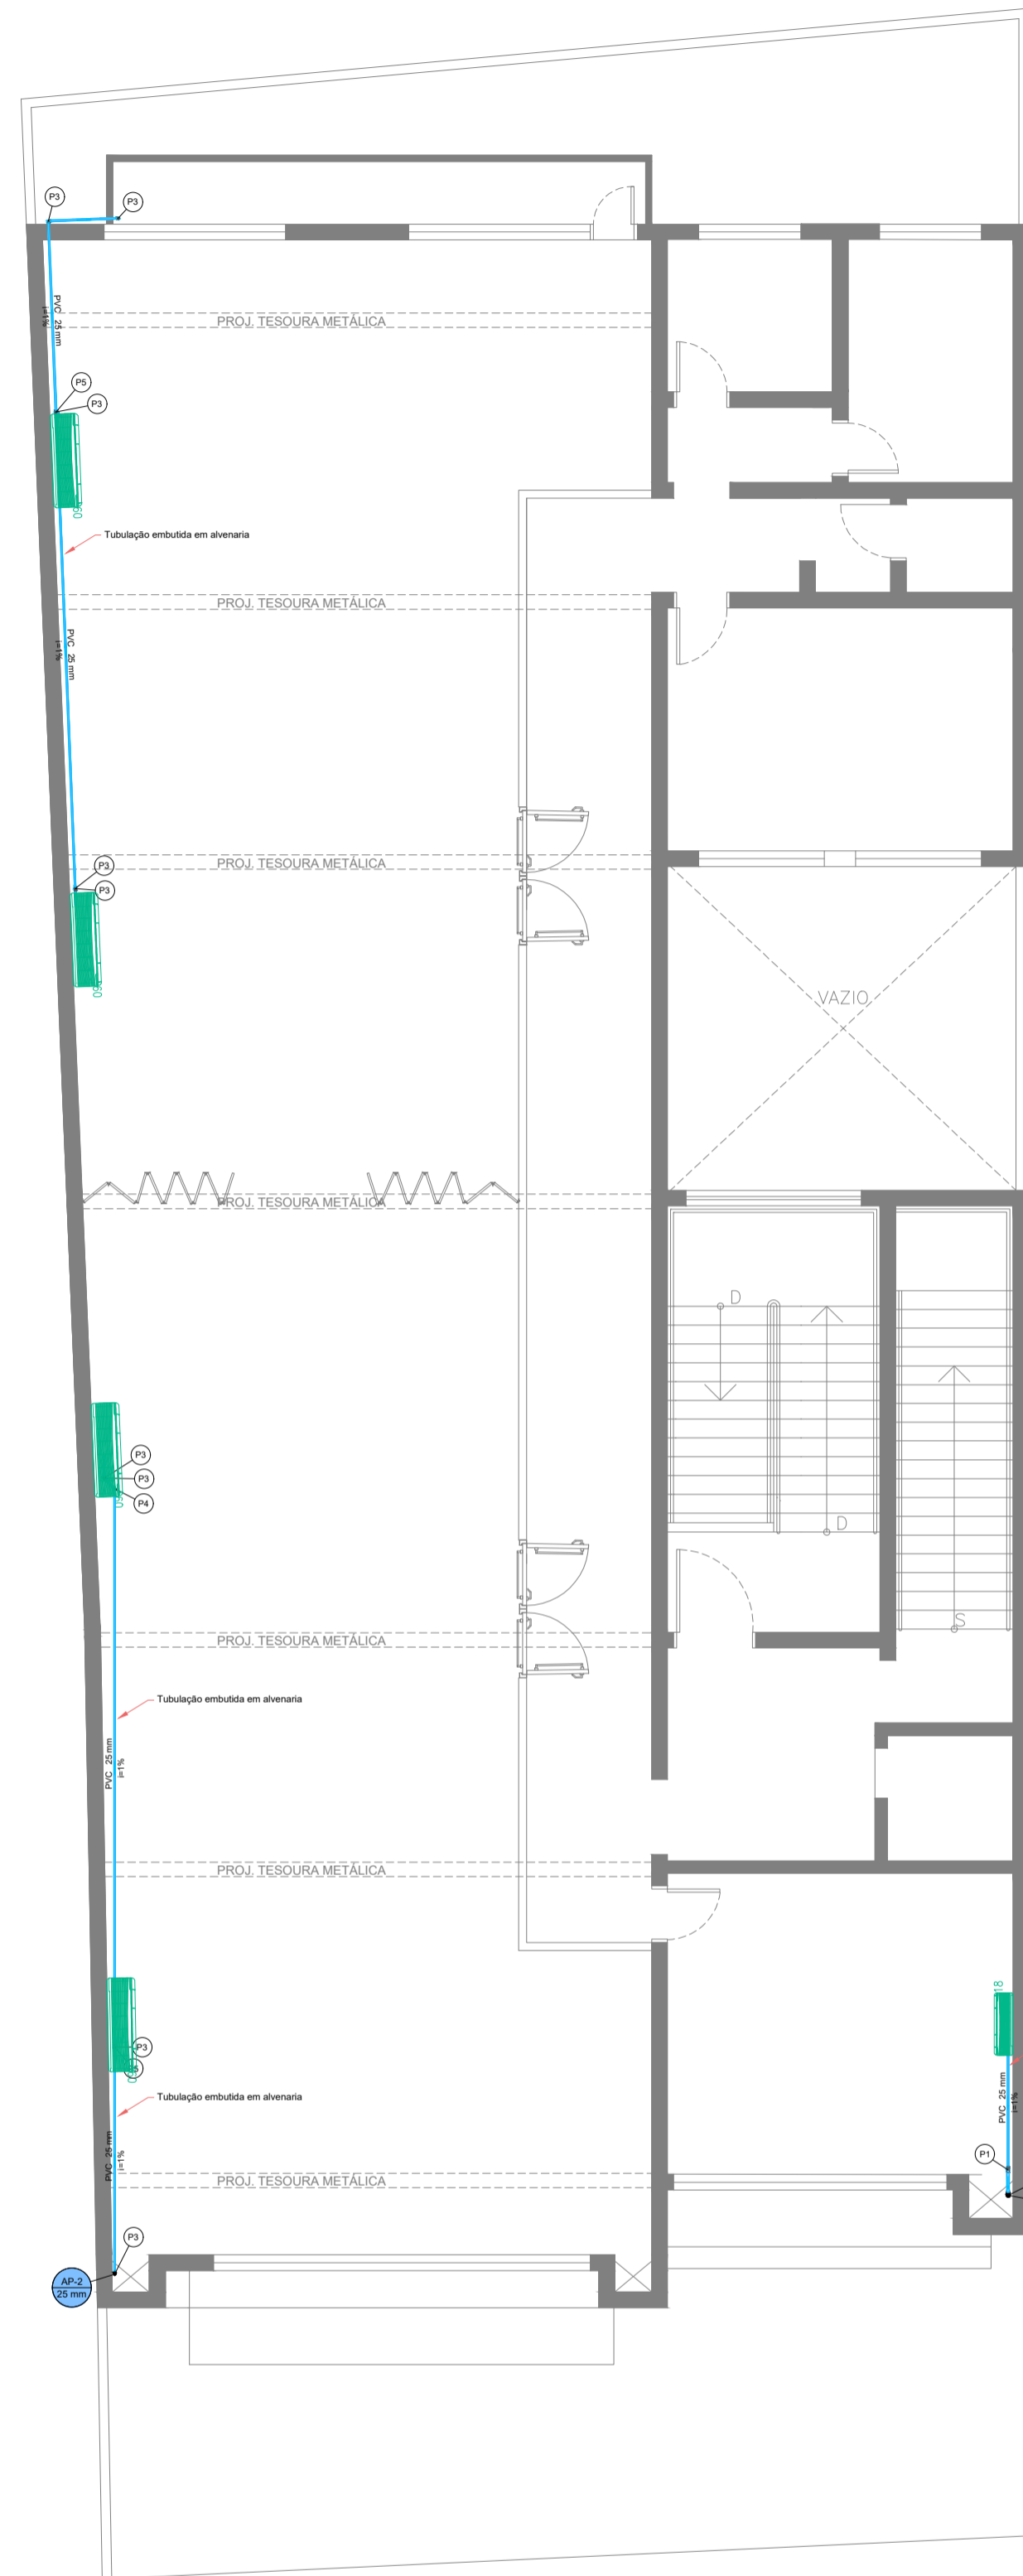 P3
P3
PVC 25 mm
i=1%
PROJ. TESOURA METÁLICA
P5
P3
Tubulação embutida em alvenaria
PROJ. TESOURA METÁLICA
PVC 25 mm
i=1%
PROJ. TESOURA METÁLICA
P3
P3
VAZIO
PROJ. TESOURA METÁLICA
D
P3
P3
P4
D
S
PROJ. TESOURA METÁLICA
Tubulação embutida em alvenaria
PVC 25 mm
i=1%
PROJ. TESOURA METÁLICA
18
P3
Tubulação embutida em alvenaria
PVC 25 mm
i=1%
PVC 25 mm
i=1%
P1
PROJ. TESOURA METÁLICA
P3
AP-2
25 mm